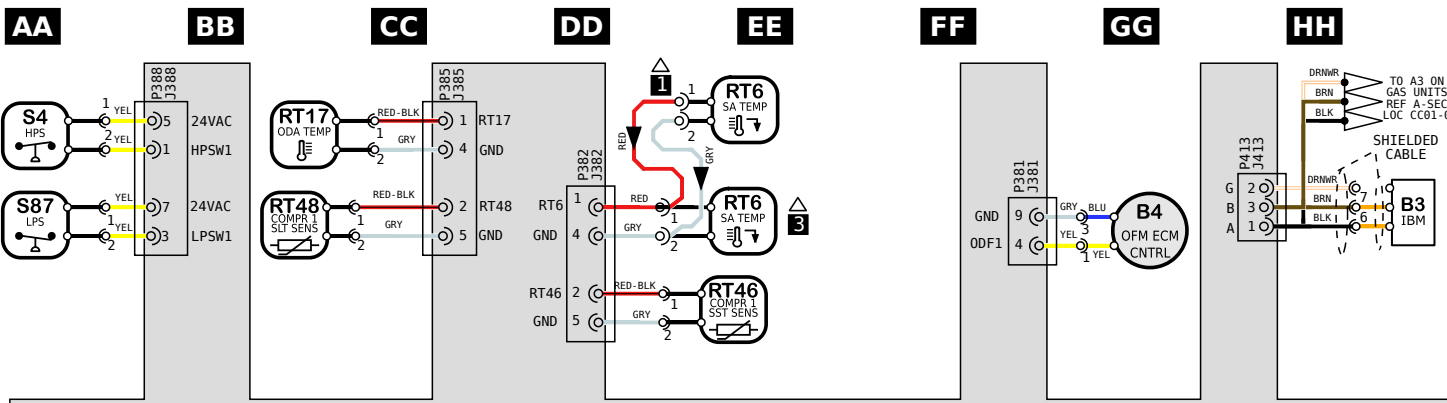 AA
BB
CC
DD
EE
FF
GG
HH
P388
J388
S4
HPS
1
YEL
5
24VAC
2
YEL
1
HPSW1
S87
LPS
YEL
1
7
24VAC
YEL
2
3
LPSW1
P385
J385
RT17
ODA TEMP
RED-BLK
1
1
RT17
GRY
2
4
GND
RT48
COMPR 1
SLT SENS
RED-BLK
1
2
RT48
GRY
2
5
GND
P382
J382
1
RT6
SA TEMP
1
2
RED
GRY
RT6
1
RED
1
GND
4
GRY
2
RT6
SA TEMP
3
RT46
2
RED-BLK
1
GND
5
GRY
2
RT46
COMPR 1
SST SENS
P381
J381
GND
9
GRY
BLU
3
ODF1
4
YEL
1
YEL
B4
OFM ECM
CNTRL
P413
J413
DRNWR
BRN
BLK
TO A3 ON
GAS UNITS
REF A-SEC
SHIELDED
CABLE
G
2
DRNWR
B
3
BRN
7
A
1
BLK
6
B3
IBM